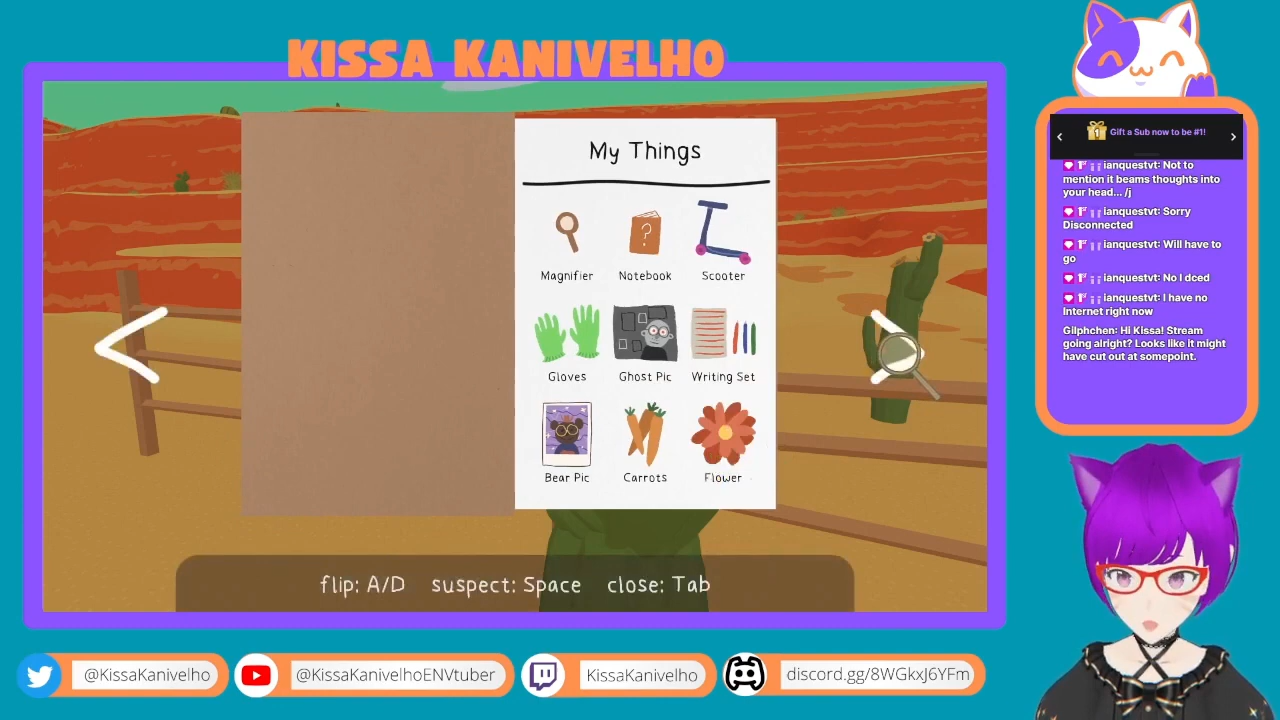 KISSA KANIVELHO
My Things
?
Magnifier Notebook Scooter
Gloves Ghost Pic Writing Set
Bear Pic Carrots Flower
flip: A/D suspect: Space close: Tab
1 Gift a Sub now to be #1!
ianquestvt: Not to
mention it beams thoughts into
your head... /j
ianquestvt: Sorry
Disconnected
ianquestvt: Will have to
go
ianquestvt: No I dced
ianquestvt: I have no
Internet right now
Gilphchen: Hi Kissa! Stream
going alright? Looks like it might
have cut out at somepoint.
@KissaKanivelho
@KissaKanivelhoENVtuber
KissaKanivelho
discord.gg/8WGkxJ6YFm